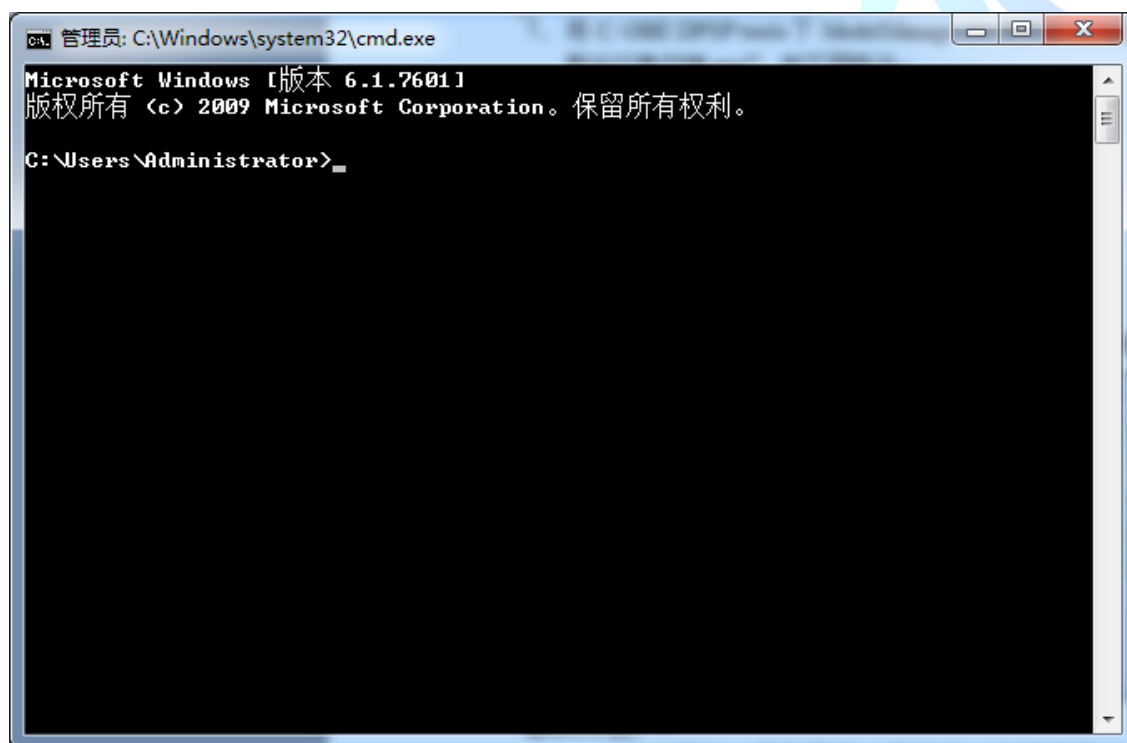 管理员: C:\Windows\system32\cmd.exe
Microsoft Windows [版本 6.1.7601]
版权所有 (c) 2009 Microsoft Corporation。保留所有权利。
C:\Users\Administrator>_